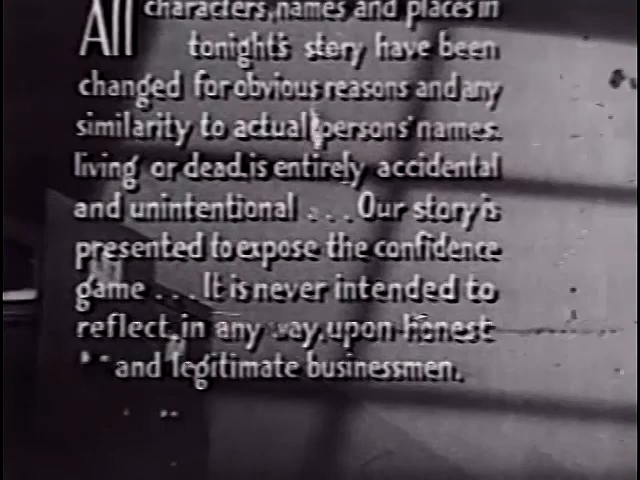 All characters, names and places in
tonight's story have been
changed for obvious reasons and any
similarity to actual persons' names.
living or dead, is entirely accidental
and unintentional ... Our story is
presented to expose the confidence
game ... It is never intended to
reflect, in any way, upon honest
and legitimate businessmen.